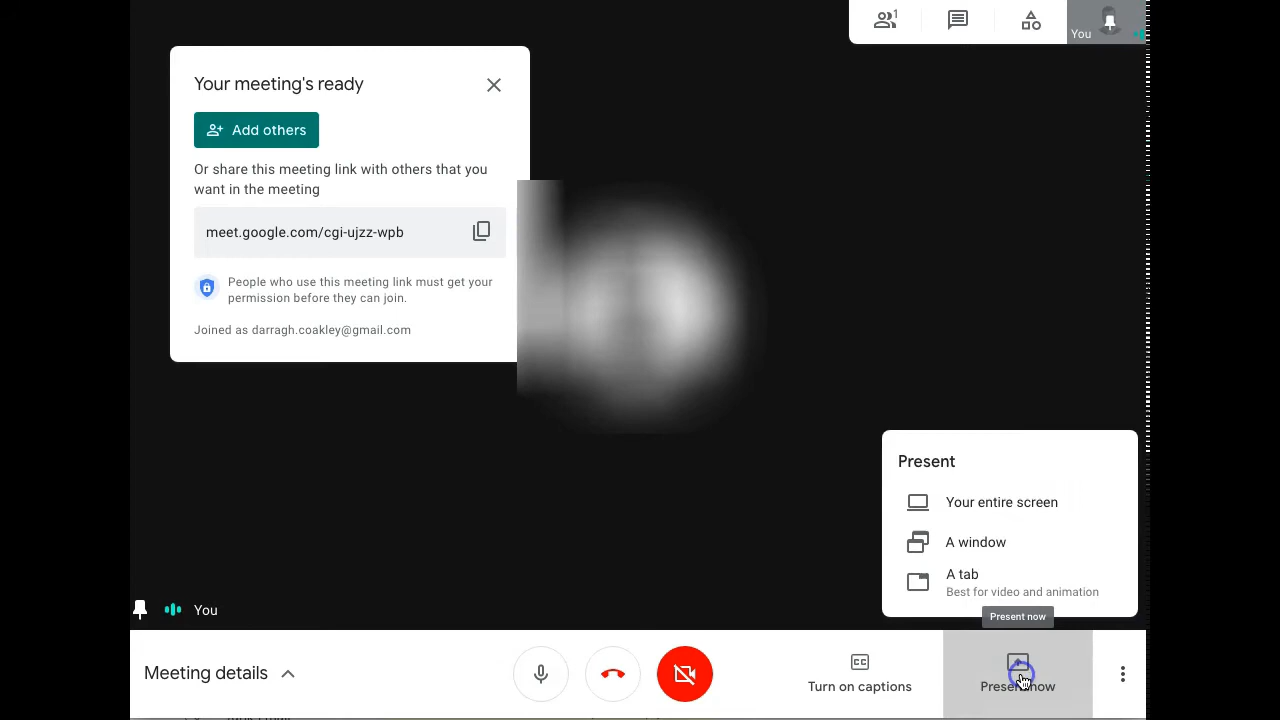 1
You
Your meeting's ready
Add others
Or share this meeting link with others that you
want in the meeting
meet.google.com/cgi-ujzz-wpb
People who use this meeting link must get your
permission before they can join.
Joined as darragh.coakley@gmail.com
Present
Your entire screen
A window
A tab
Best for video and animation
Present now
You
Meeting details
CC
Turn on captions
Present now